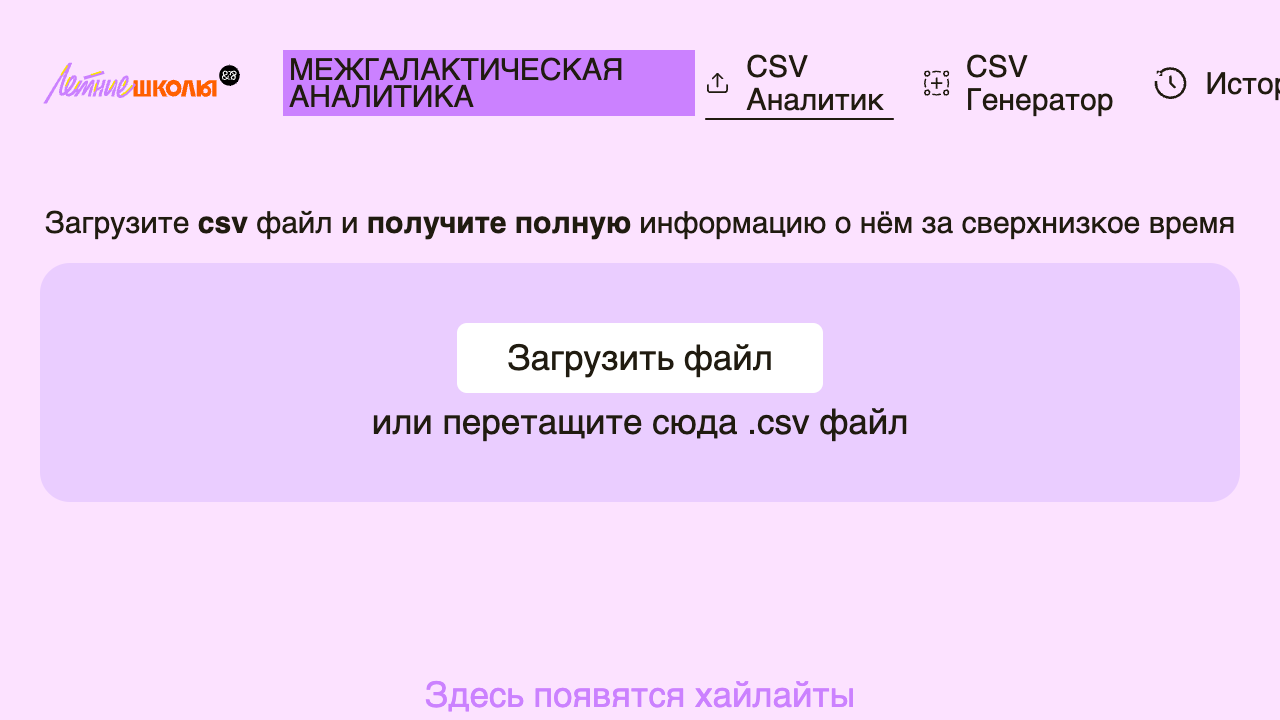 Летние школы
МЕЖГАЛАКТИЧЕСКАЯ
АНАЛИТИКА
CSV
Аналитик
CSV
Генератор
Истор
Загрузите csv файл и получите полную информацию о нём за сверхнизкое время
Загрузить файл
или перетащите сюда .csv файл
Здесь появятся хайлайты